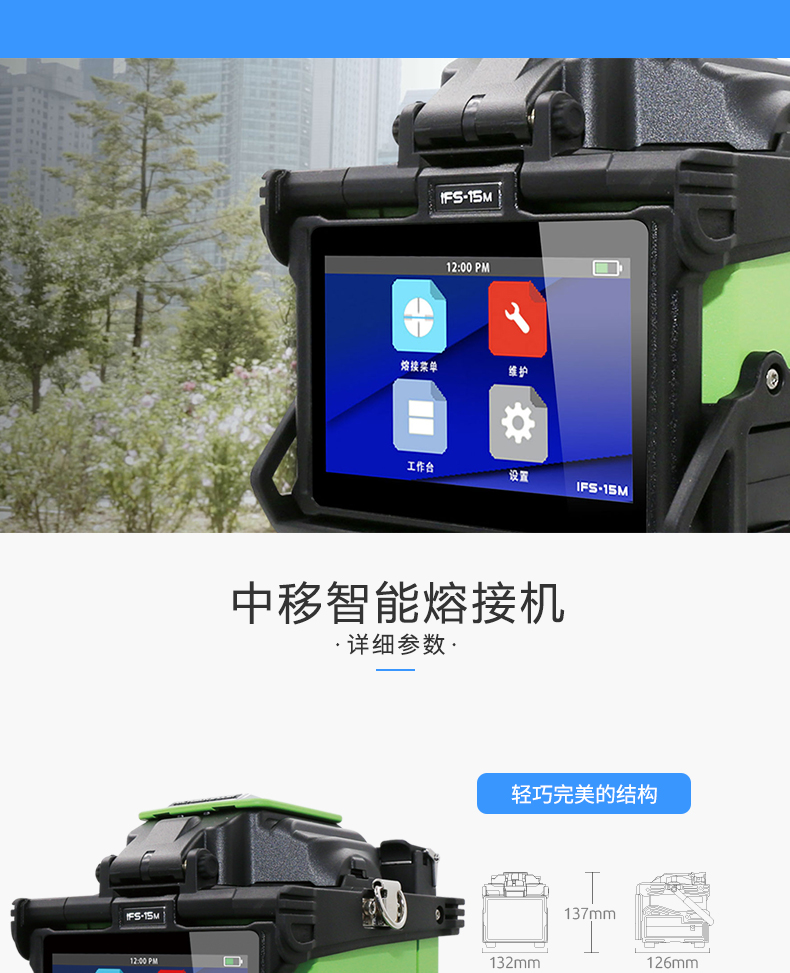 IFS-15M
12:00 PM
熔接菜单
维护
工作台
设置
IFS-15M
中移智能熔接机
·详细参数·
轻巧完美的结构
IFS-15M
12:00 PM
137mm
132mm
126mm